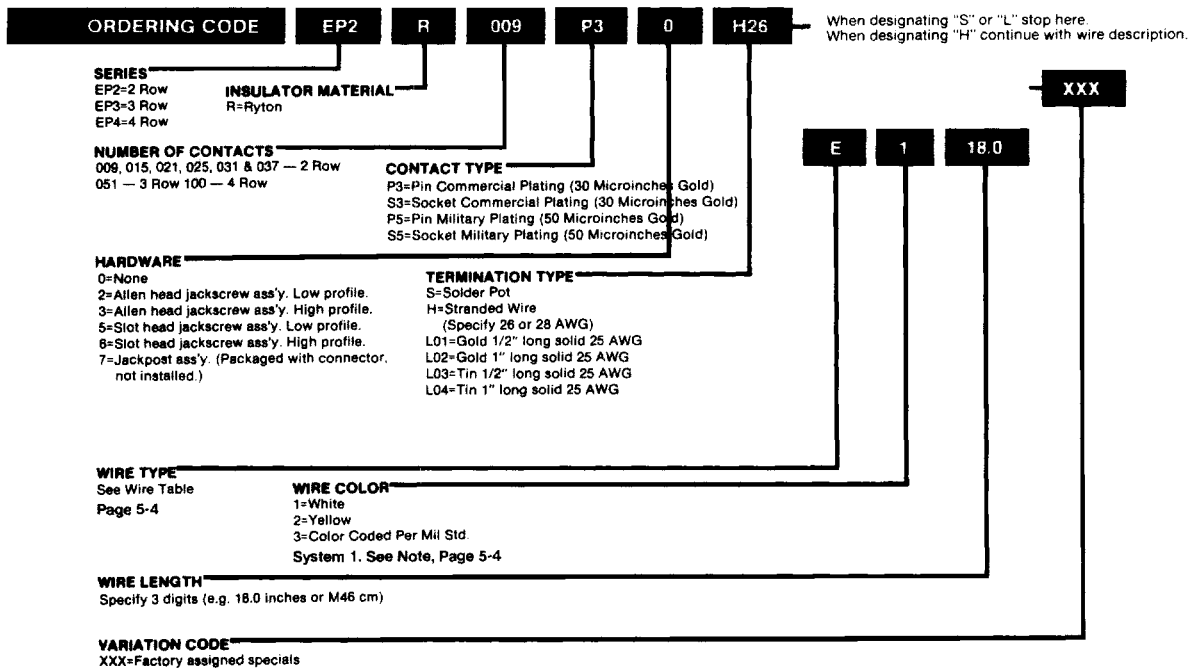 ORDERING CODE EP2 R 009 P3 0 H26
When designating "S" or "L" stop here.
When designating "H" continue with wire description.
XXX
E 1 18.0
SERIES
EP2=2 Row
EP3=3 Row
EP4=4 Row
INSULATOR MATERIAL
R=Ryton
NUMBER OF CONTACTS
009, 015, 021, 025, 031 & 037 — 2 Row
051 — 3 Row 100 — 4 Row
CONTACT TYPE
P3=Pin Commercial Plating (30 Microinches Gold)
S3=Socket Commercial Plating (30 Microinches Gold)
P5=Pin Military Plating (50 Microinches Gold)
S5=Socket Military Plating (50 Microinches Gold)
HARDWARE
0=None
2=Allen head jackscrew ass'y. Low profile.
3=Allen head jackscrew ass'y. High profile.
5=Slot head jackscrew ass'y. Low profile.
6=Slot head jackscrew ass'y. High profile.
7=Jackpost ass'y. (Packaged with connector,
not installed.)
TERMINATION TYPE
S=Solder Pot
H=Stranded Wire
(Specify 26 or 28 AWG)
L01=Gold 1/2" long solid 25 AWG
L02=Gold 1" long solid 25 AWG
L03=Tin 1/2" long solid 25 AWG
L04=Tin 1" long solid 25 AWG
WIRE TYPE
See Wire Table
Page 5-4
WIRE COLOR
1=White
2=Yellow
3=Color Coded Per Mil Std.
System 1. See Note, Page 5-4
WIRE LENGTH
Specify 3 digits (e.g. 18.0 inches or M46 cm)
VARIATION CODE
XXX=Factory assigned specials